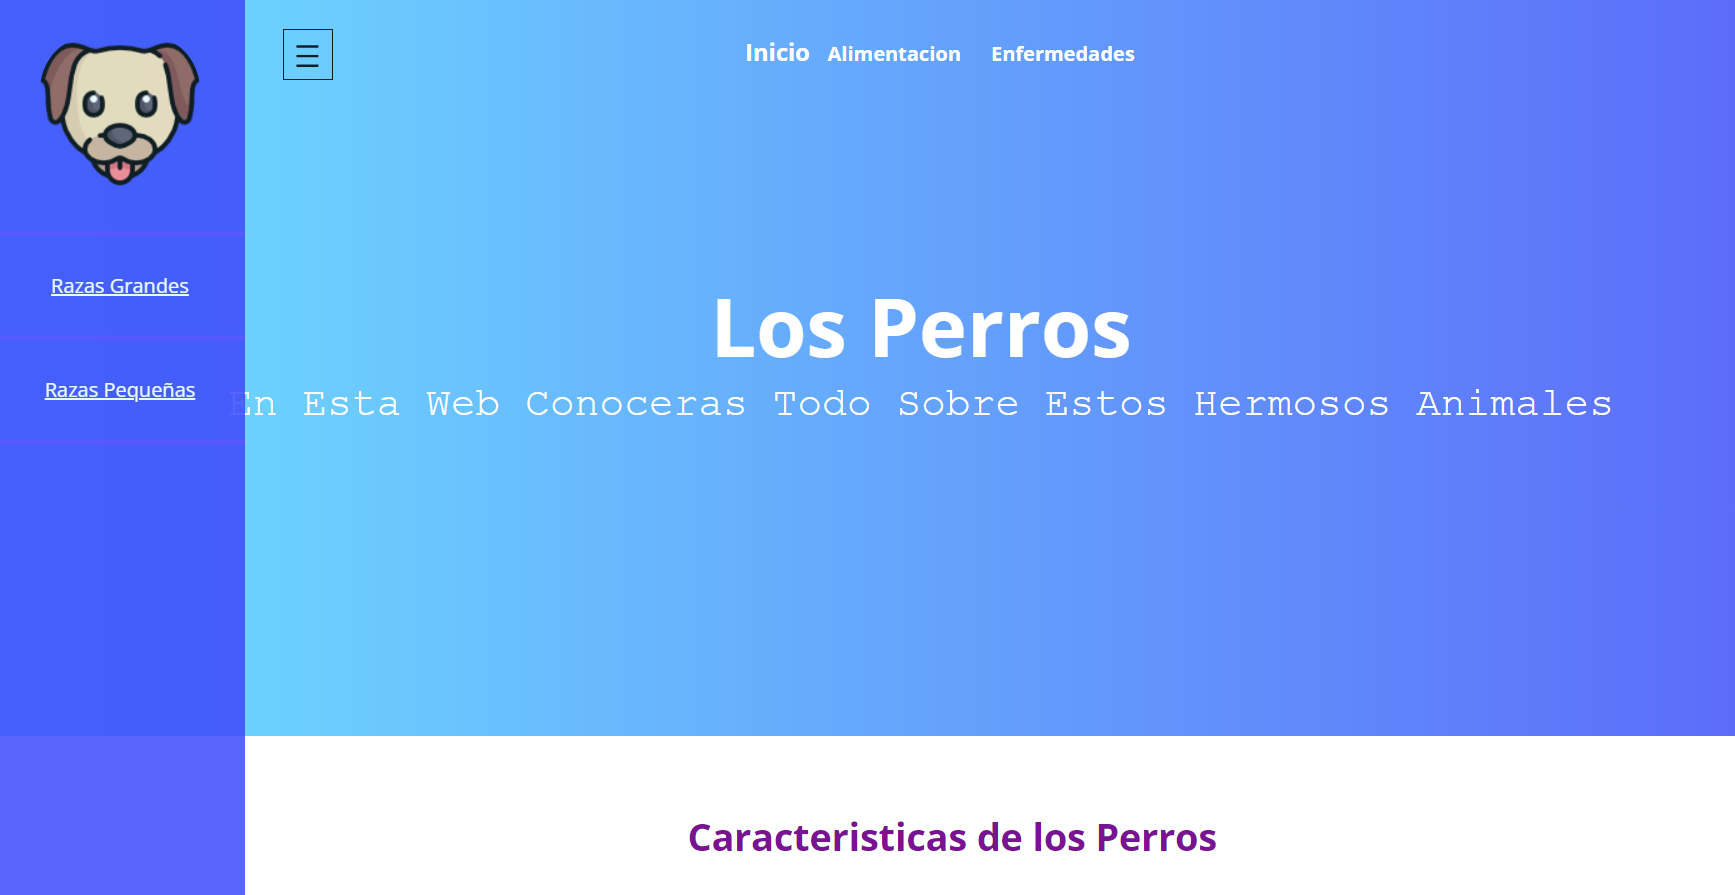 Inicio Alimentacion Enfermedades
Razas Grandes
Razas Pequeñas
Los Perros
En Esta Web Conoceras Todo Sobre Estos Hermosos Animales
Caracteristicas de los Perros